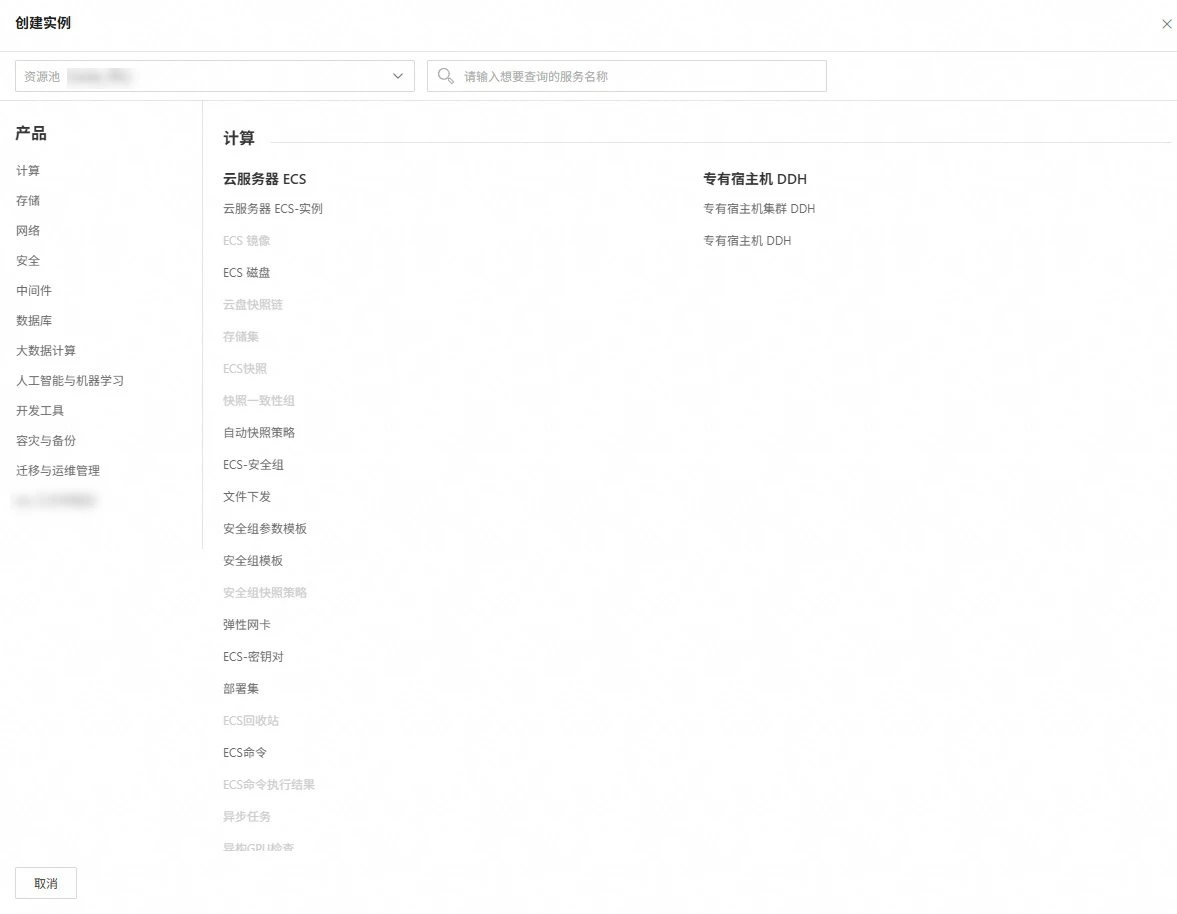 创建实例
资源池
请输入想要查询的服务名称
产品
计算
存储
网络
安全
中间件
数据库
大数据计算
人工智能与机器学习
开发工具
容灾与备份
迁移与运维管理
计算
云服务器 ECS
云服务器 ECS-实例
ECS 镜像
ECS 磁盘
云盘快照链
存储集
ECS快照
快照一致性组
自动快照策略
ECS-安全组
文件下发
安全组参数模板
安全组模板
安全组快照策略
弹性网卡
ECS-密钥对
部署集
ECS回收站
ECS命令
ECS命令执行结果
异步任务
异构GPU检查
专有宿主机 DDH
专有宿主机集群 DDH
专有宿主机 DDH
取消